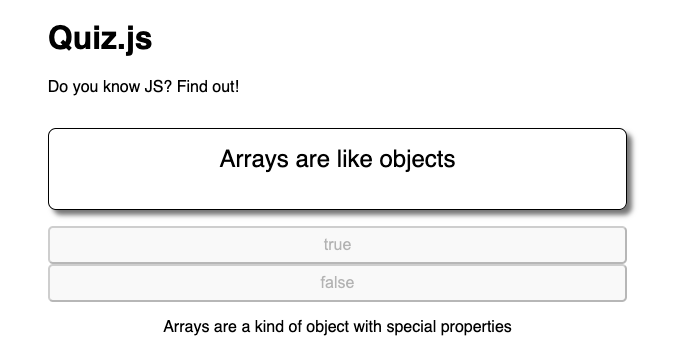 Quiz.js
Do you know JS? Find out!
Arrays are like objects
true
false
Arrays are a kind of object with special properties